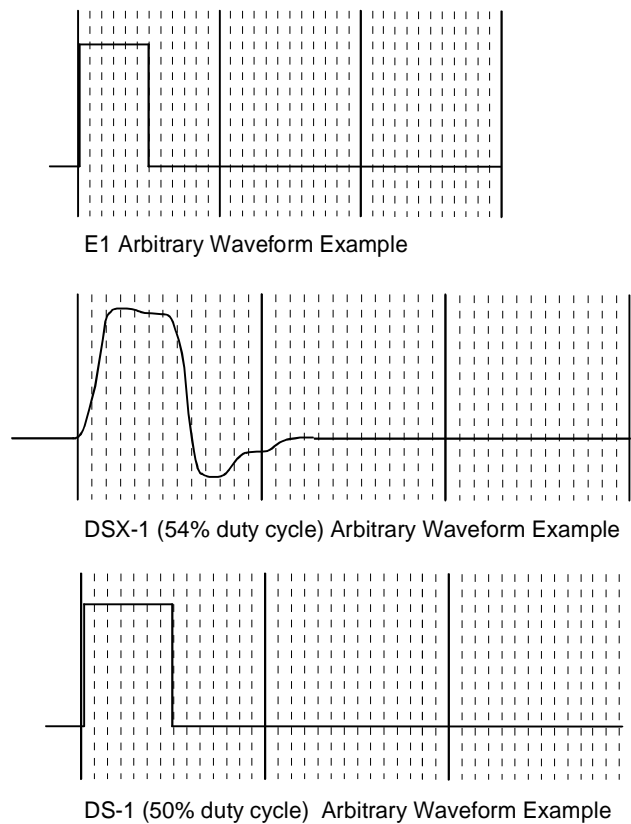 E1 Arbitrary Waveform Example
DSX-1 (54% duty cycle) Arbitrary Waveform Example
DS-1 (50% duty cycle) Arbitrary Waveform Example